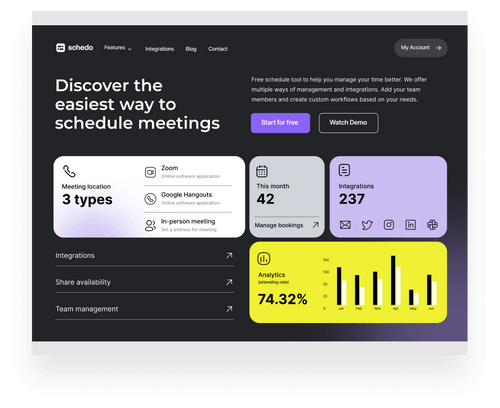 schedo
Features
Integrations
Blog
Contact
My Account
Discover the
easiest way to
schedule meetings
Free schedule tool to help you manage your time better. We offer
multiple ways of management and integrations. Add your team
members and create custom workflows based on your needs.
Start for free
Watch Demo
Meeting location
3 types
Zoom
Online software application
Google Hangouts
Online software application
In-person meeting
Set a address for meeting
This month
42
Manage bookings
Integrations
237
Integrations
Share availability
Team management
Analytics
(attending rate)
74.32%
150
100
50
25
0
Jan
Feb
Mar
Apr
May
Jun